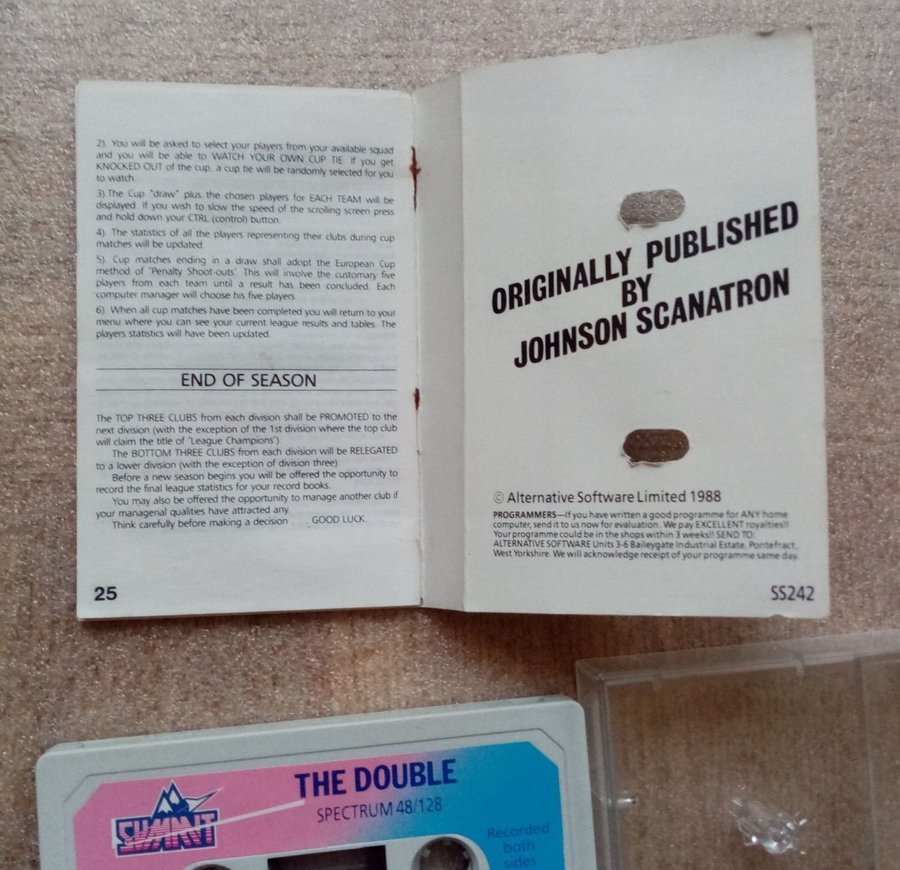 2). You will be asked to select your players from your available squad
and you will be able to WATCH YOUR OWN CUP TIE. If you get
KNOCKED OUT of the cup, a cup tie will be randomly selected for you
to watch.
3).The Cup "draw" plus the chosen players for EACH TEAM will be
displayed. If you wish to slow the speed of the scrolling screen press
and hold down your CTRL (control) button.
4). The statistics of all the players representing their clubs during cup
matches will be updated.
5). Cup matches ending in a draw shall adopt the European Cup
method of 'Penalty Shoot-outs'. This will involve the customary five
players from each team until a result has been concluded. Each
computer manager will choose his five players.
6). When all cup matches have been completed you will return to your
menu where you can see your current league results and tables. The
players statistics will have been updated.
END OF SEASON
The TOP THREE CLUBS from each division shall be PROMOTED to the
next division (with the exception of the 1st division where the top club
will claim the title of 'League Champions').
The BOTTOM THREE CLUBS from each division will be RELEGATED
to a lower division (with the exception of division three).
Before a new season begins you will be offered the opportunity to
record the final league statistics for your record books.
You may also be offered the opportunity to manage another club if
your managerial qualities have attracted any.
Think carefully before making a decision . . . . GOOD LUCK.
25
ORIGINALLY PUBLISHED
BY
JOHNSON SCANATRON
© Alternative Software Limited 1988
PROGRAMMERS—If you have written a good programme for ANY home
computer, send it to us now for evaluation. We pay EXCELLENT royalties!!
Your programme could be in the shops within 3 weeks!! SEND TO:
ALTERNATIVE SOFTWARE Units 3-6 Baileygate Industrial Estate, Pontefract,
West Yorkshire. We will acknowledge receipt of your programme same day.
SS242
THE DOUBLE
SPECTRUM 48/128
SUMMIT
Recorded
both
sides